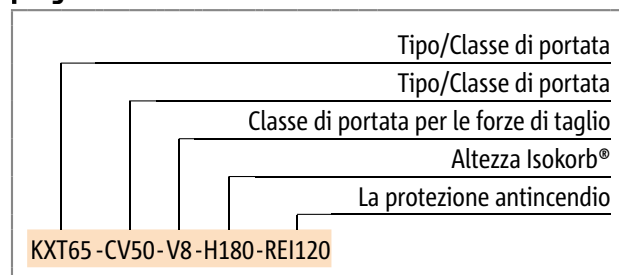 Tipo/Classe di portata
Tipo/Classe di portata
Classe di portata per le forze di taglio
Altezza Isokorb®
La protezione antincendio
KXT65-CV50-V8-H180-REI120